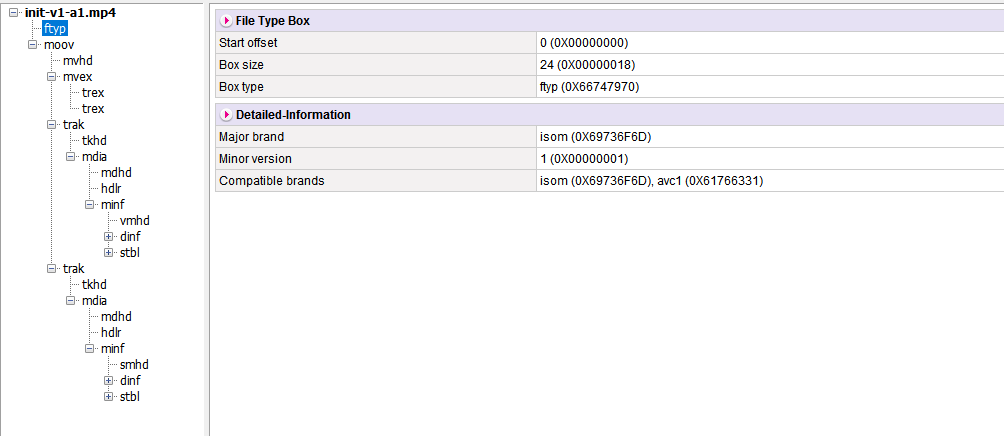 init-v1-a1.mp4
ftyp
moov
mvhd
mvex
trex
trex
trak
tkhd
mdia
mdhd
hdlr
minf
vmhd
dinf
stbl
trak
tkhd
mdia
mdhd
hdlr
minf
smhd
dinf
stbl
File Type Box
Start offset 0 (0X00000000)
Box size 24 (0X00000018)
Box type ftyp (0X66747970)
Detailed-Information
Major brand isom (0X69736F6D)
Minor version 1 (0X00000001)
Compatible brands isom (0X69736F6D), avc1 (0X61766331)